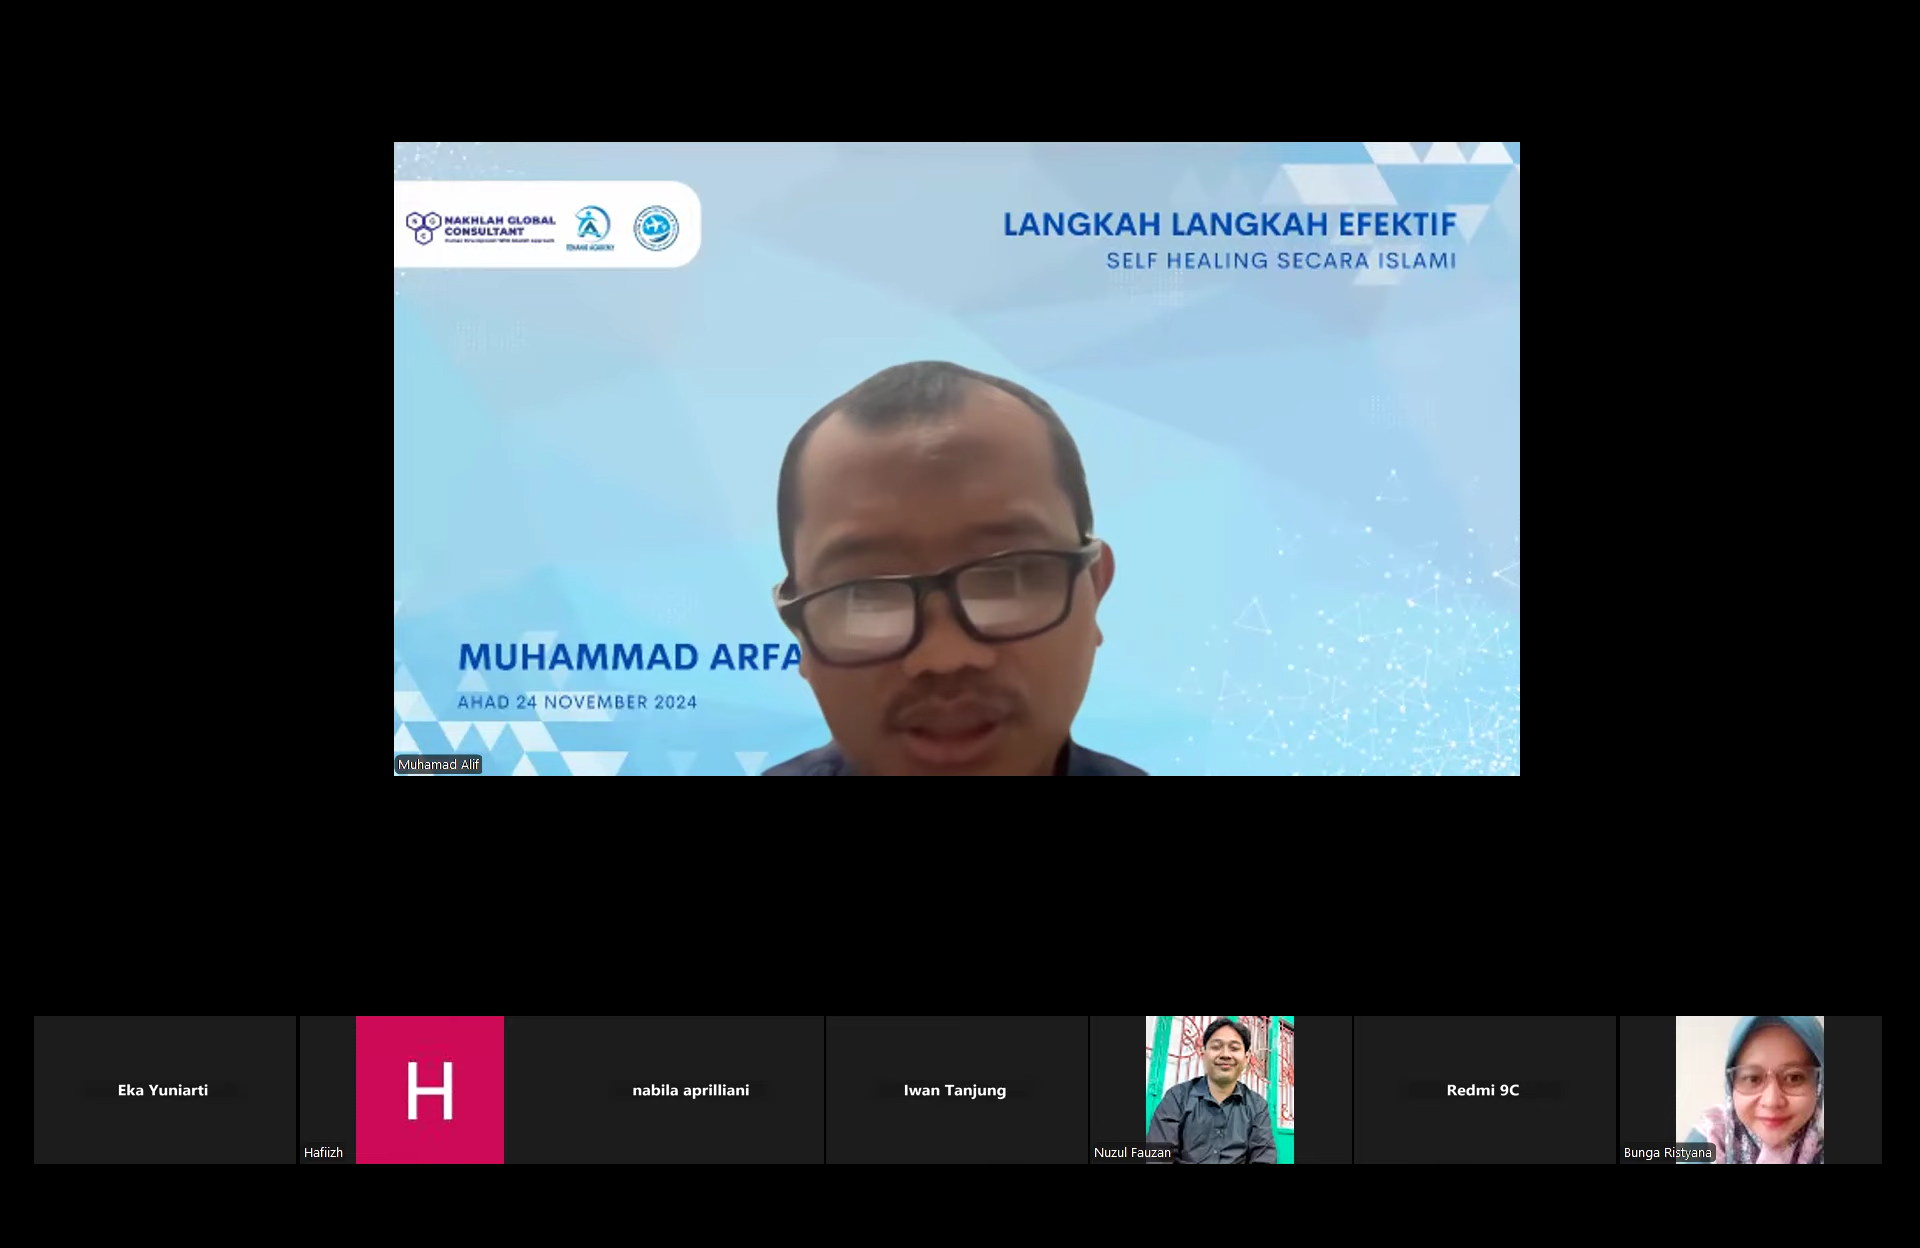 NAKHLAH GLOBAL
CONSULTANT
LANGKAH LANGKAH EFEKTIF
SELF HEALING SECARA ISLAMI
MUHAMMAD ARFA
AHAD 24 NOVEMBER 2024
Muhamad Alif
Eka Yuniarti
H
Hafiizh
nabila aprilliani
Iwan Tanjung
Nuzul Fauzan
Redmi 9C
Bunga Ristyana